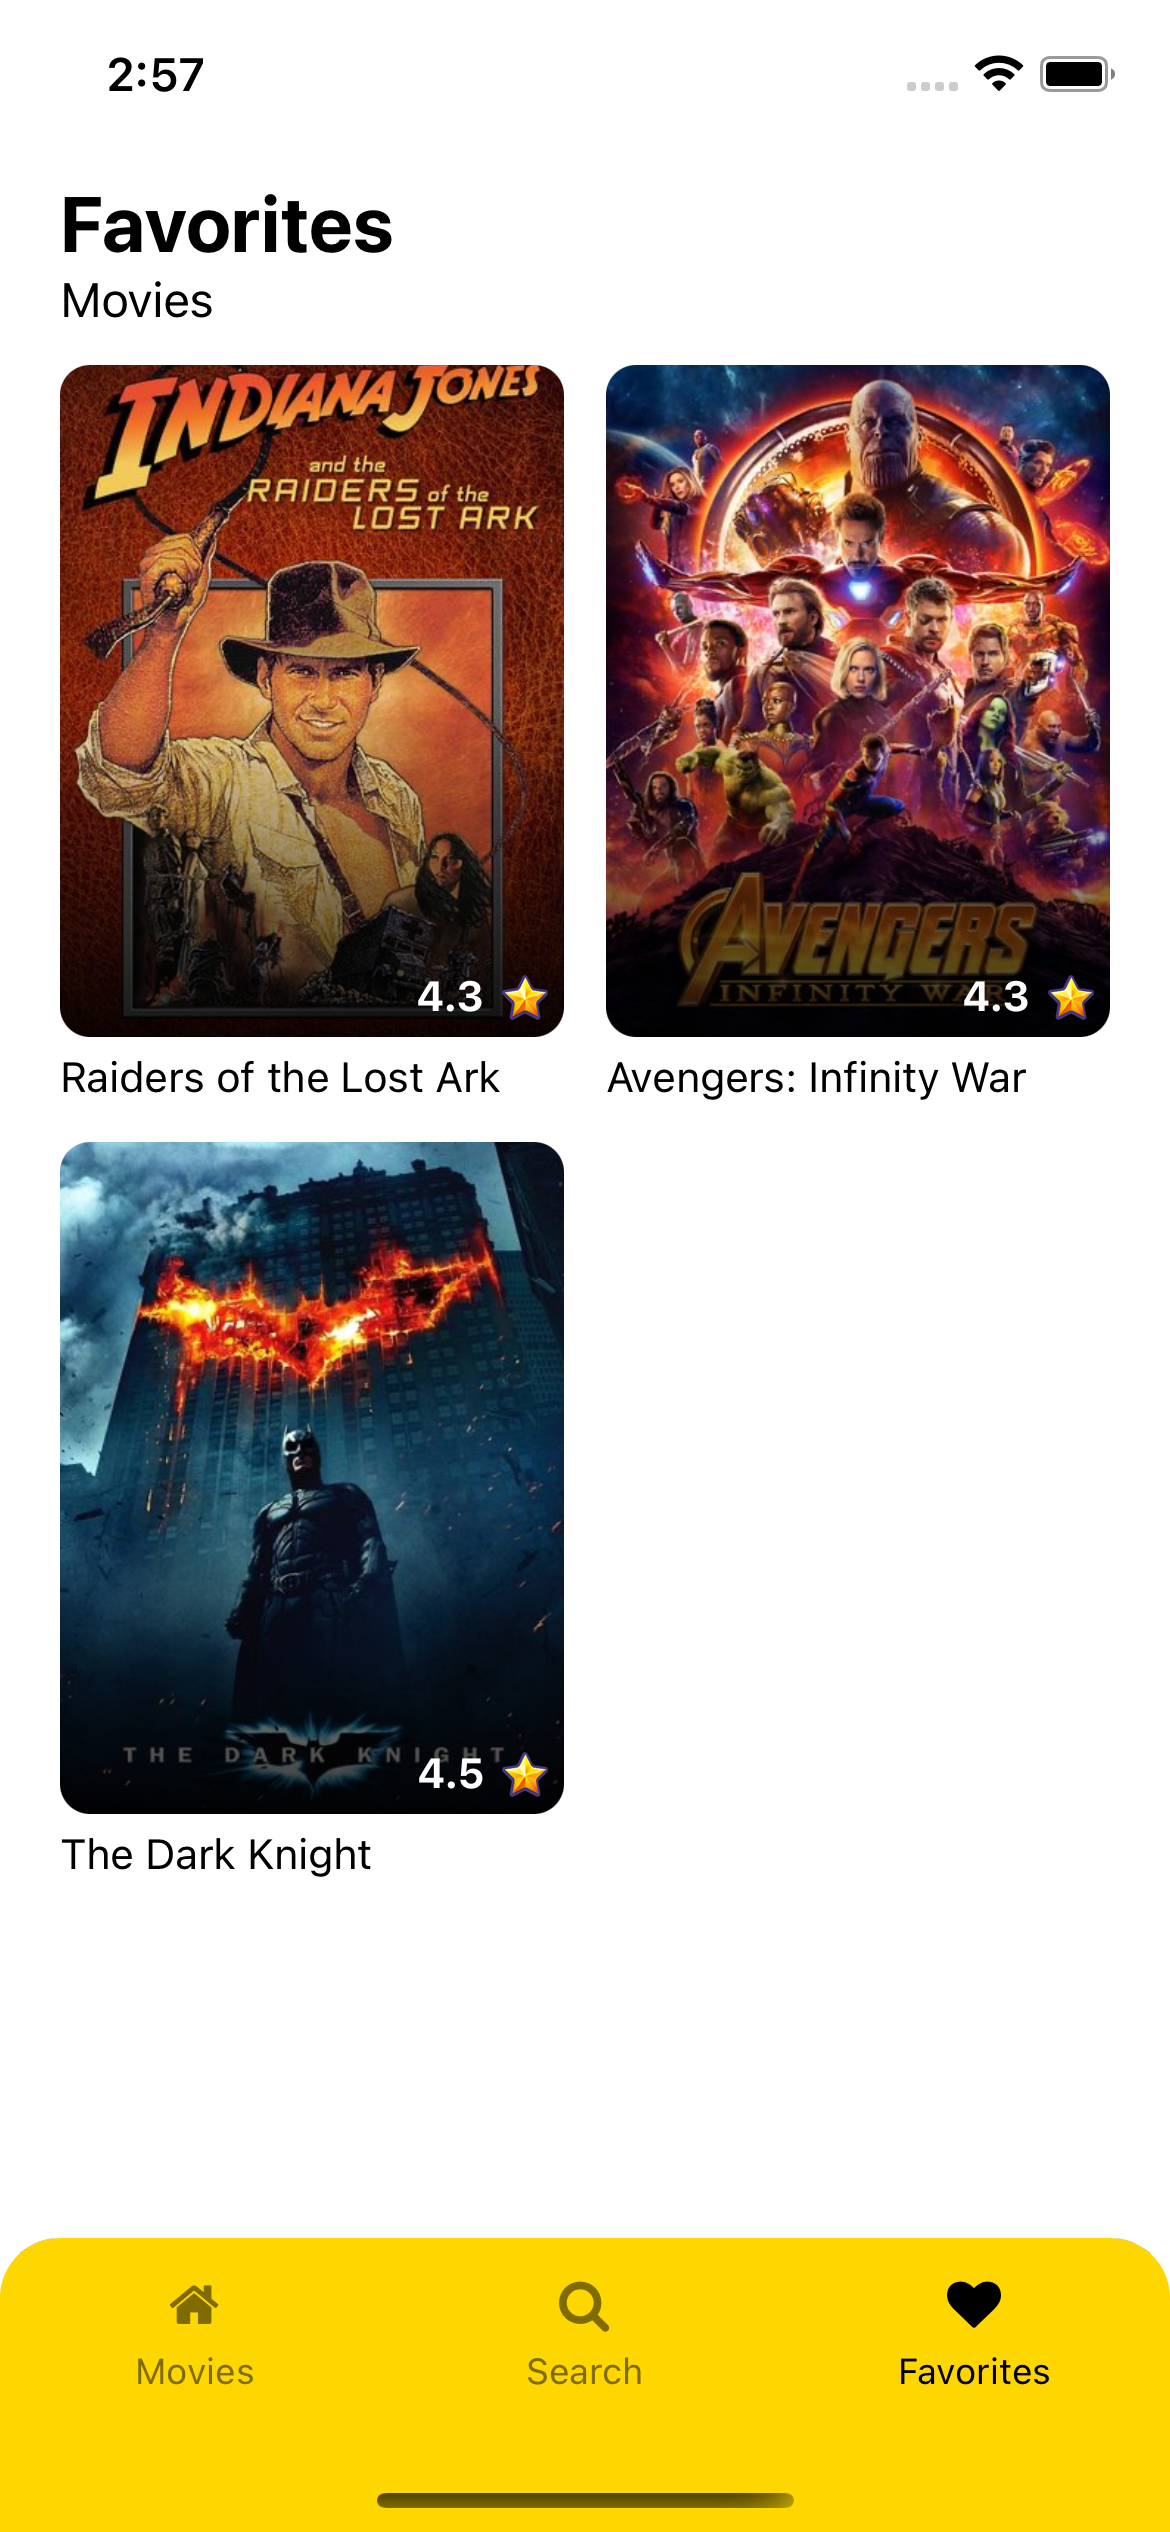 2:57
Favorites
Movies
INDIANA JONES
and the
RAIDERS of the
LOST ARK
4.3
Raiders of the Lost Ark
AVENGERS
INFINITY WA
4.3
Avengers: Infinity War
THE DARK KNIGHT
4.5
The Dark Knight
Movies
Search
Favorites